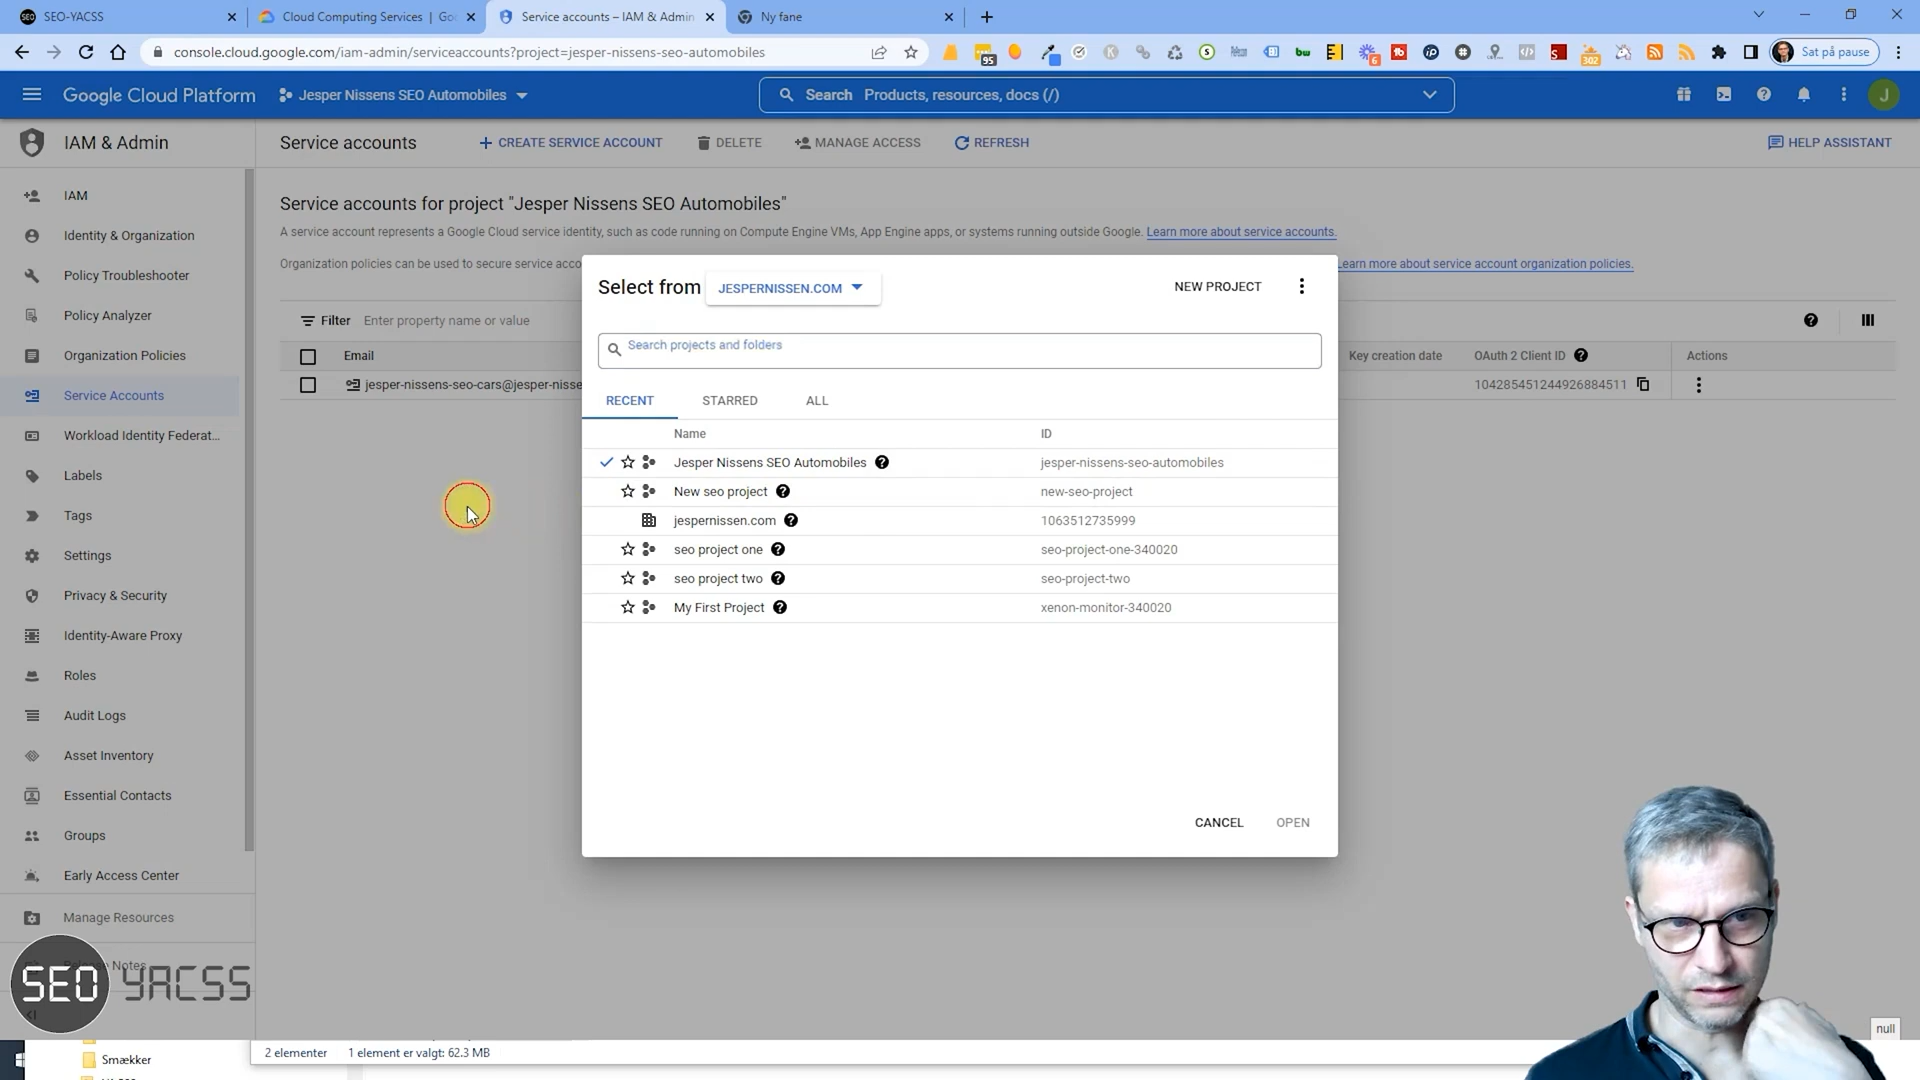 SEO-YACSS
Cloud Computing Services | Go
Service accounts – IAM & Admin
Ny fane
console.cloud.google.com/iam-admin/serviceaccounts?project=jesper-nissens-seo-automobiles
95
6
302
Sat på pause
Google Cloud Platform
Jesper Nissens SEO Automobiles
Search Products, resources, docs (/)
J
IAM & Admin
Service accounts
CREATE SERVICE ACCOUNT
DELETE
MANAGE ACCESS
REFRESH
HELP ASSISTANT
IAM
Identity & Organization
Policy Troubleshooter
Policy Analyzer
Organization Policies
Service Accounts
Workload Identity Federat...
Labels
Tags
Settings
Privacy & Security
Identity-Aware Proxy
Roles
Audit Logs
Asset Inventory
Essential Contacts
Groups
Early Access Center
Manage Resources
Release Notes
Service accounts for project "Jesper Nissens SEO Automobiles"
A service account represents a Google Cloud service identity, such as code running on Compute Engine VMs, App Engine apps, or systems running outside Google. Learn more about service accounts.
Organization policies can be used to secure service acco
Learn more about service account organization policies.
Filter Enter property name or value
Email
Key creation date
OAuth 2 Client ID
Actions
jesper-nissens-seo-cars@jesper-nisse
104285451244926884511
Select from JESPERNISSEN.COM
NEW PROJECT
Search projects and folders
RECENT
STARRED
ALL
Name ID
Jesper Nissens SEO Automobiles jesper-nissens-seo-automobiles
New seo project new-seo-project
jespernissen.com 1063512735999
seo project one seo-project-one-340020
seo project two seo-project-two
My First Project xenon-monitor-340020
CANCEL
OPEN
SEO YACSS
null
Smækker
2 elementer 1 element er valgt: 62.3 MB